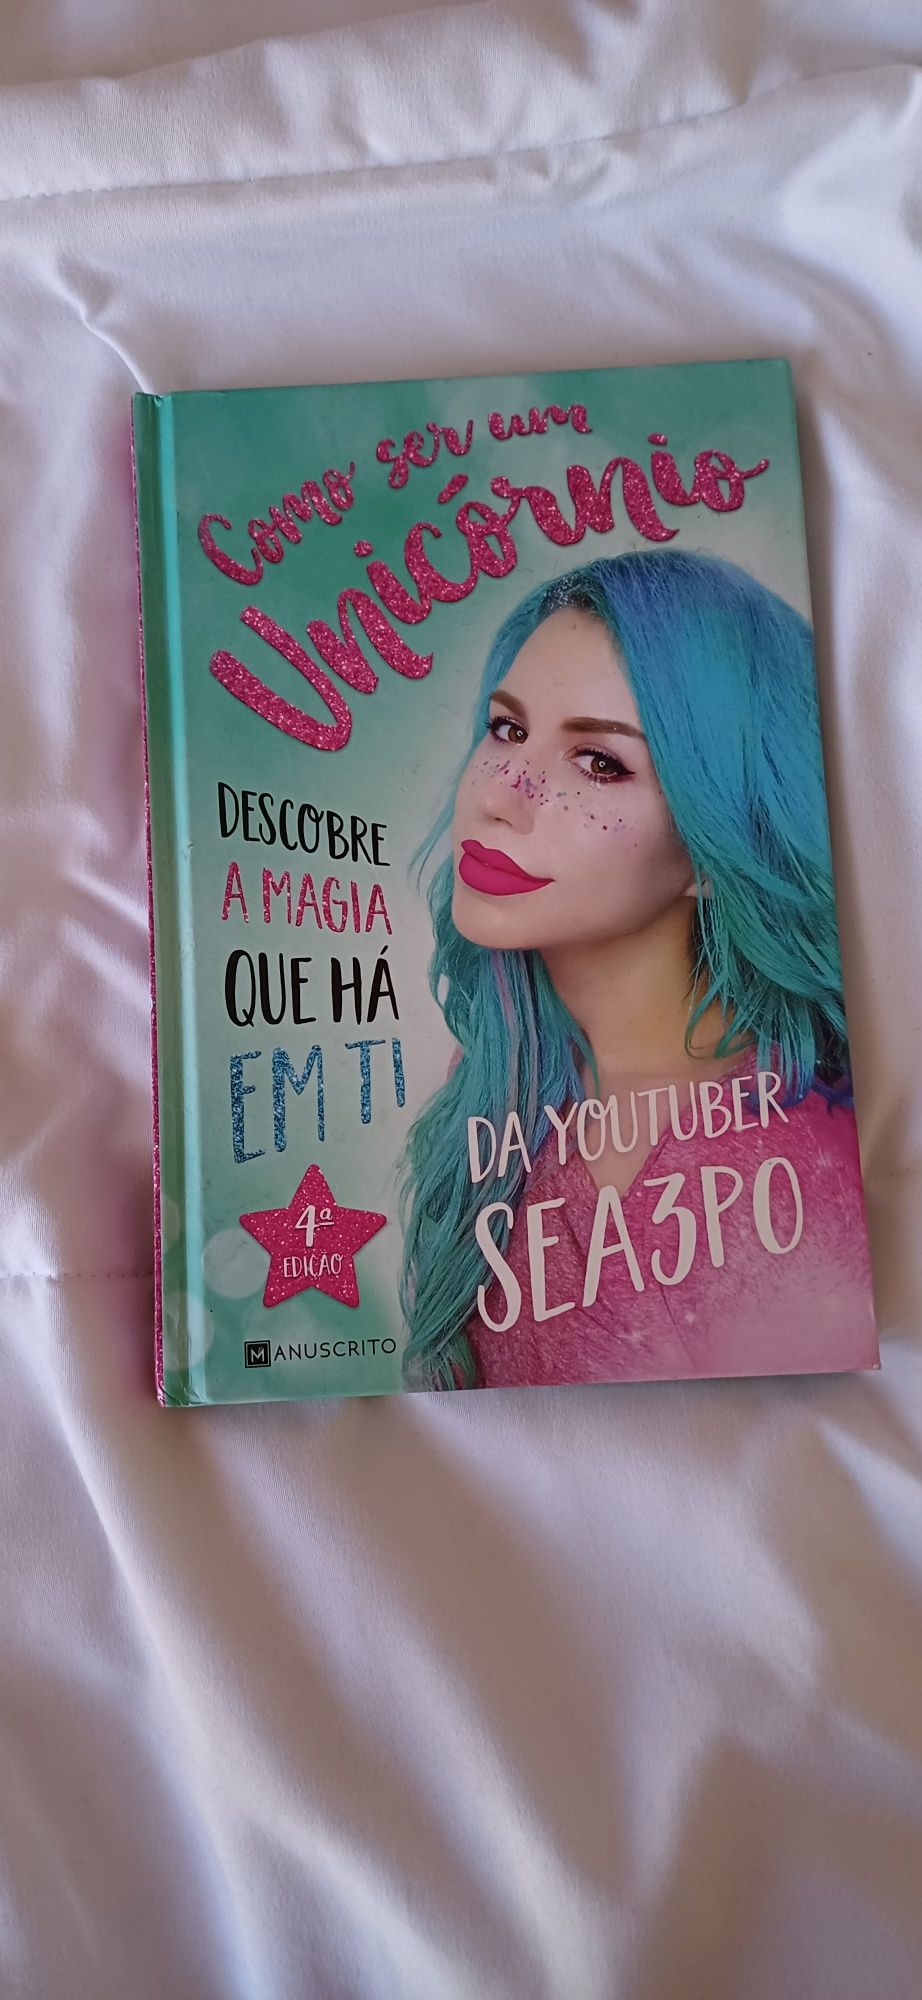 Como ser um
Unicórnio
DESCOBRE
A MAGIA
QUE HÁ
EM TI
DA YOUTUBER
SEA3PO
4ª
EDIÇÃO
MANUSCRITO